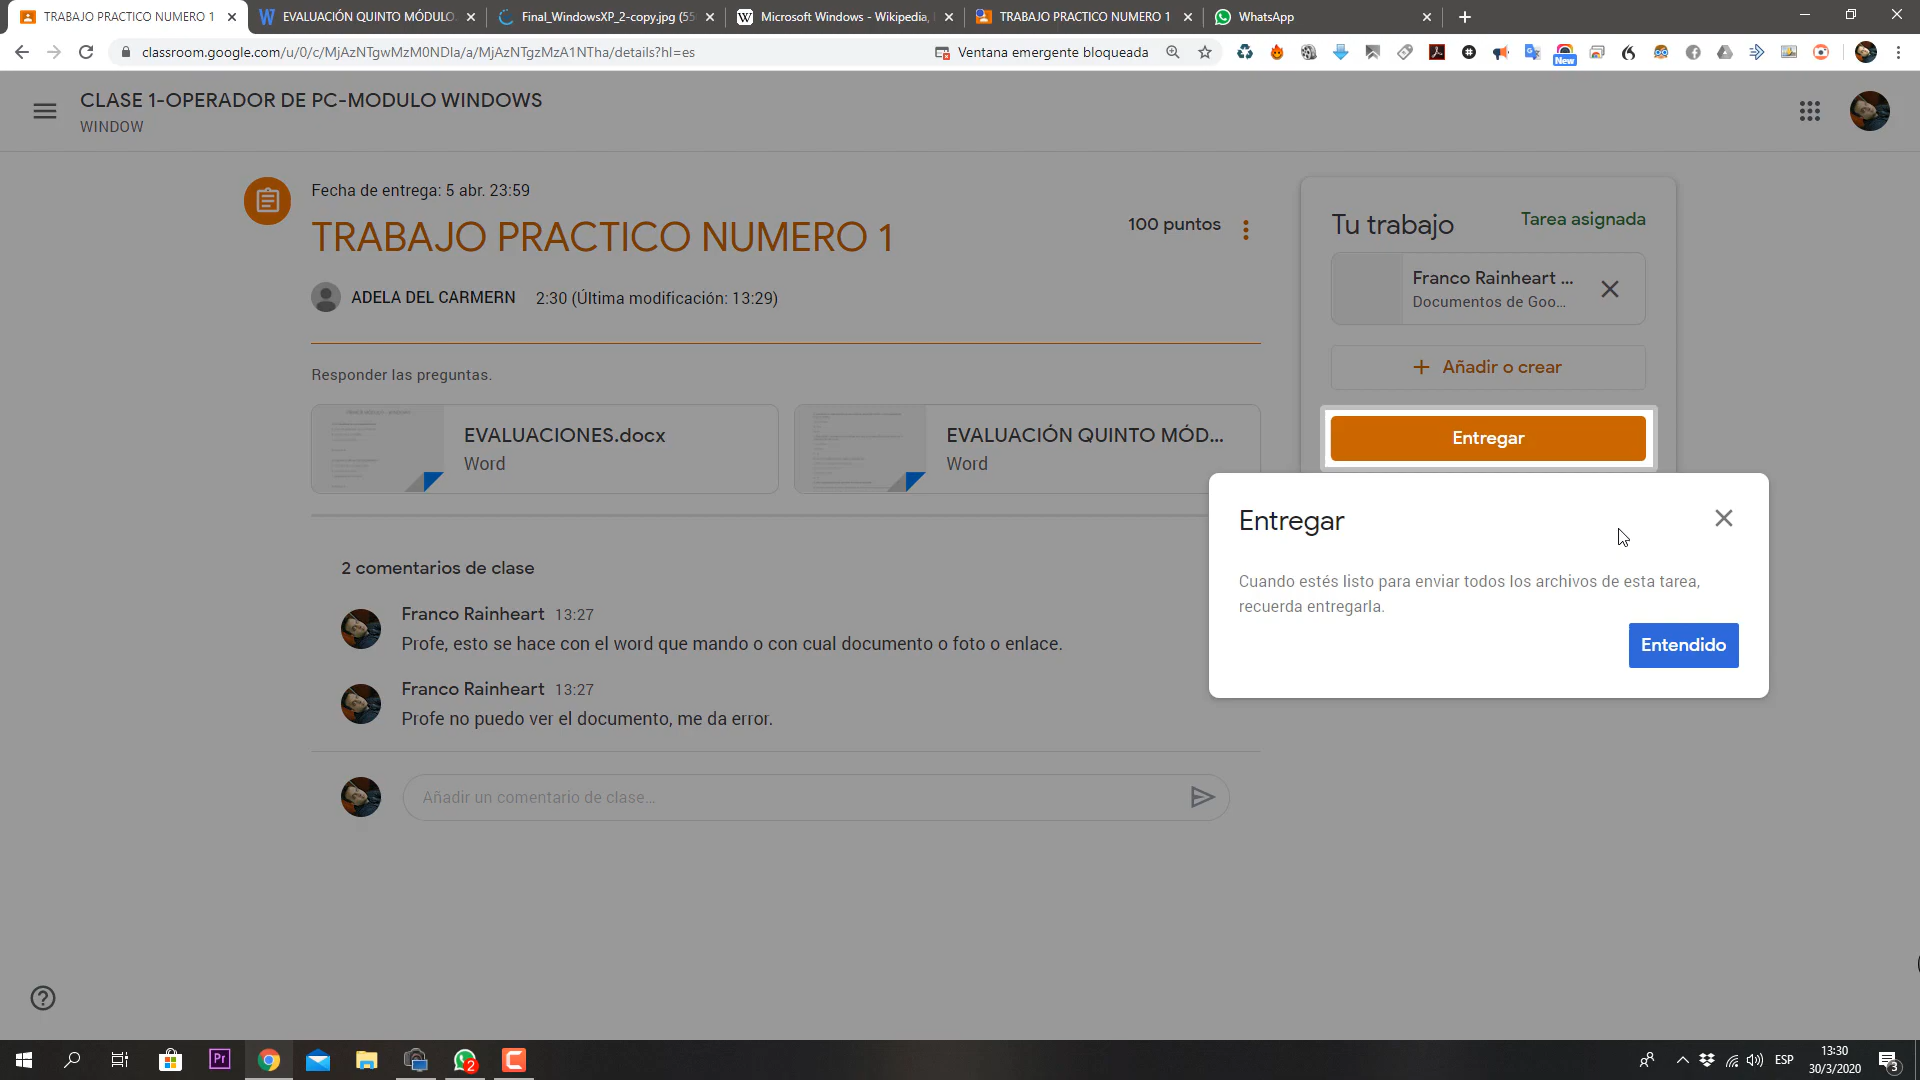 TRABAJO PRACTICO NUMERO 1
EVALUACIÓN QUINTO MÓDULO
Final_WindowsXP_2-copy.jpg (55
Microsoft Windows - Wikipedia,
TRABAJO PRACTICO NUMERO 1
WhatsApp
classroom.google.com/u/0/c/MjAzNTgwMzM0NDIa/a/MjAzNTgzMzA1NTha/details?hl=es
Ventana emergente bloqueada
New
CLASE 1-OPERADOR DE PC-MODULO WINDOWS
WINDOW
Fecha de entrega: 5 abr. 23:59
TRABAJO PRACTICO NUMERO 1
100 puntos
ADELA DEL CARMERN 2:30 (Última modificación: 13:29)
Responder las preguntas.
EVALUACIONES.docx
Word
EVALUACIÓN QUINTO MÓD...
Word
2 comentarios de clase
Franco Rainheart 13:27
Profe, esto se hace con el word que mando o con cual documento o foto o enlace.
Franco Rainheart 13:27
Profe no puedo ver el documento, me da error.
Añadir un comentario de clase...
Tu trabajo
Tarea asignada
Franco Rainheart ...
Documentos de Goo...
+ Añadir o crear
Entregar
Entregar
Cuando estés listo para enviar todos los archivos de esta tarea,
recuerda entregarla.
Entendido
Pr
2
ESP
13:30
30/3/2020
3